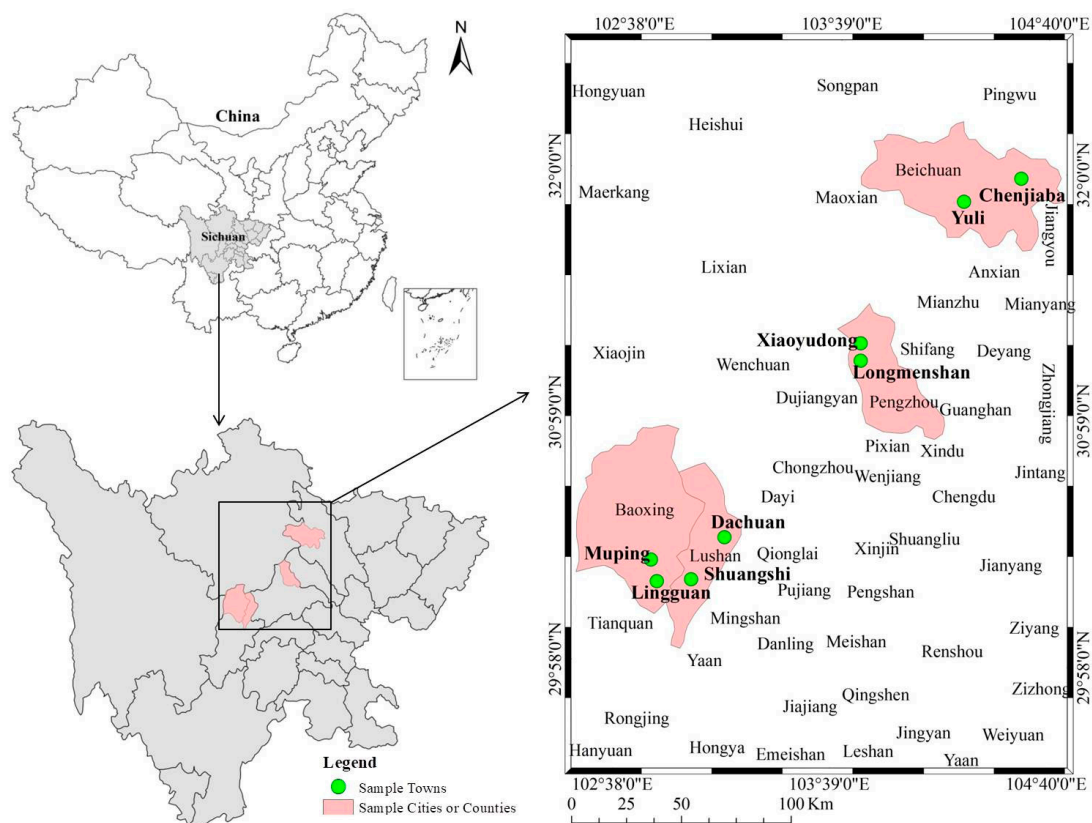 N
China
Sichuan
Legend
Sample Towns
Sample Cities or Counties
102°38'0"E
103°39'0"E
104°40'0"E
Hongyuan
Songpan
Pingwu
Heishui
32°0'0"N
32°0'0"N
Beichuan
Maerkang
Maoxian
Chenjiaba
Yuli
Jiangyou
Lixian
Anxian
Mianzhu
Mianyang
Xiaoyudong
Xiaojin
Wenchuan
Shifang
Deyang
Longmenshan
Zhongjiang
Dujiangyan
Pengzhou
Guanghan
30°59'0"N
30°59'0"N
Pixian
Xindu
Chongzhou
Wenjiang
Jintang
Dayi
Chengdu
Baoxing
Dachuan
Shuangliu
Muping
Lushan
Qionglai
Xinjin
Jianyang
Lingguan
Shuangshi
Pujiang
Pengshan
Tianquan
Mingshan
Ziyang
Danling
Meishan
Renshou
29°58'0"N
29°58'0"N
Yaan
Zizhong
Qingshen
Jiajiang
Rongjing
Jingyan
Weiyuan
Hanyuan
Hongya
Emeishan
Leshan
Yaan
102°38'0"E
103°39'0"E
104°40'0"E
0 25 50 100 Km